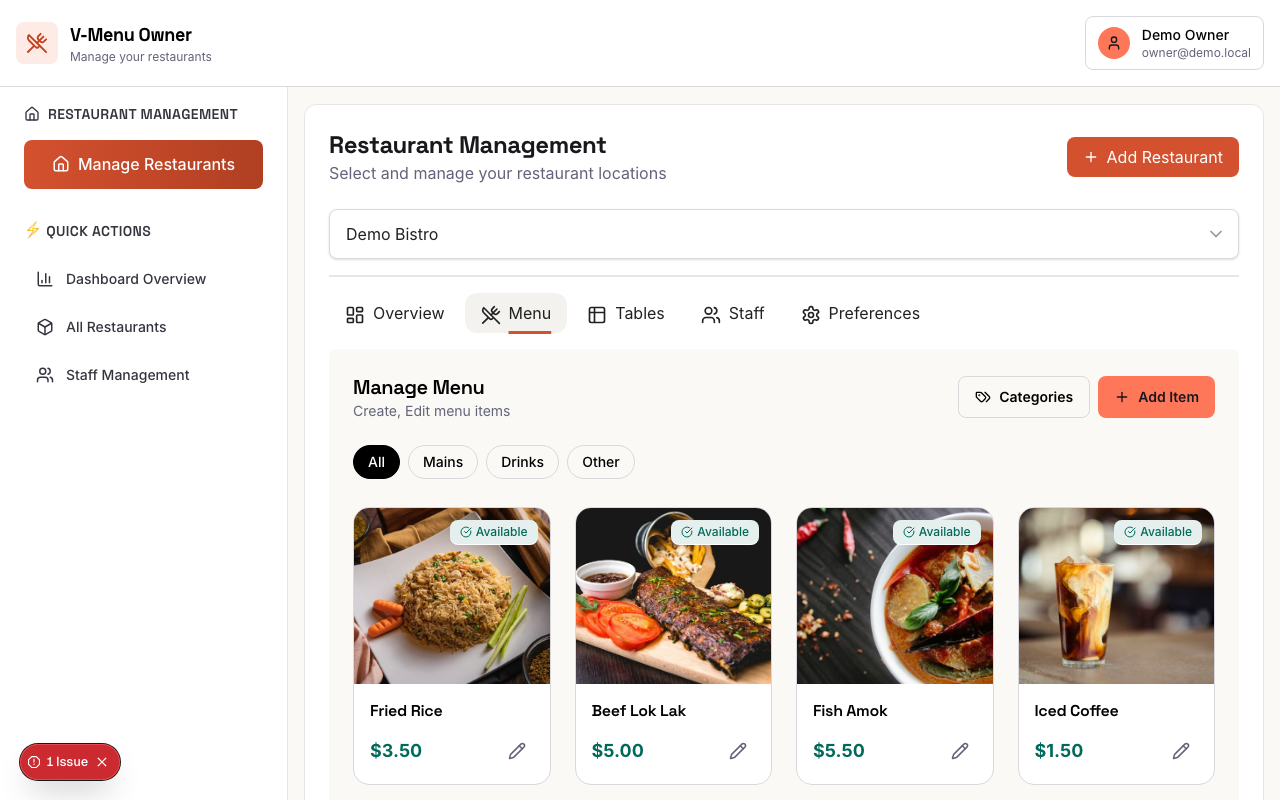 V-Menu Owner
Manage your restaurants
Demo Owner
owner@demo.local
RESTAURANT MANAGEMENT
Manage Restaurants
QUICK ACTIONS
Dashboard Overview
All Restaurants
Staff Management
1 Issue
Restaurant Management
Select and manage your restaurant locations
Add Restaurant
Demo Bistro
Overview
Menu
Tables
Staff
Preferences
Manage Menu
Create, Edit menu items
Categories
Add Item
All
Mains
Drinks
Other
Available
Available
Available
Available
Fried Rice
Beef Lok Lak
Fish Amok
Iced Coffee
$3.50
$5.00
$5.50
$1.50